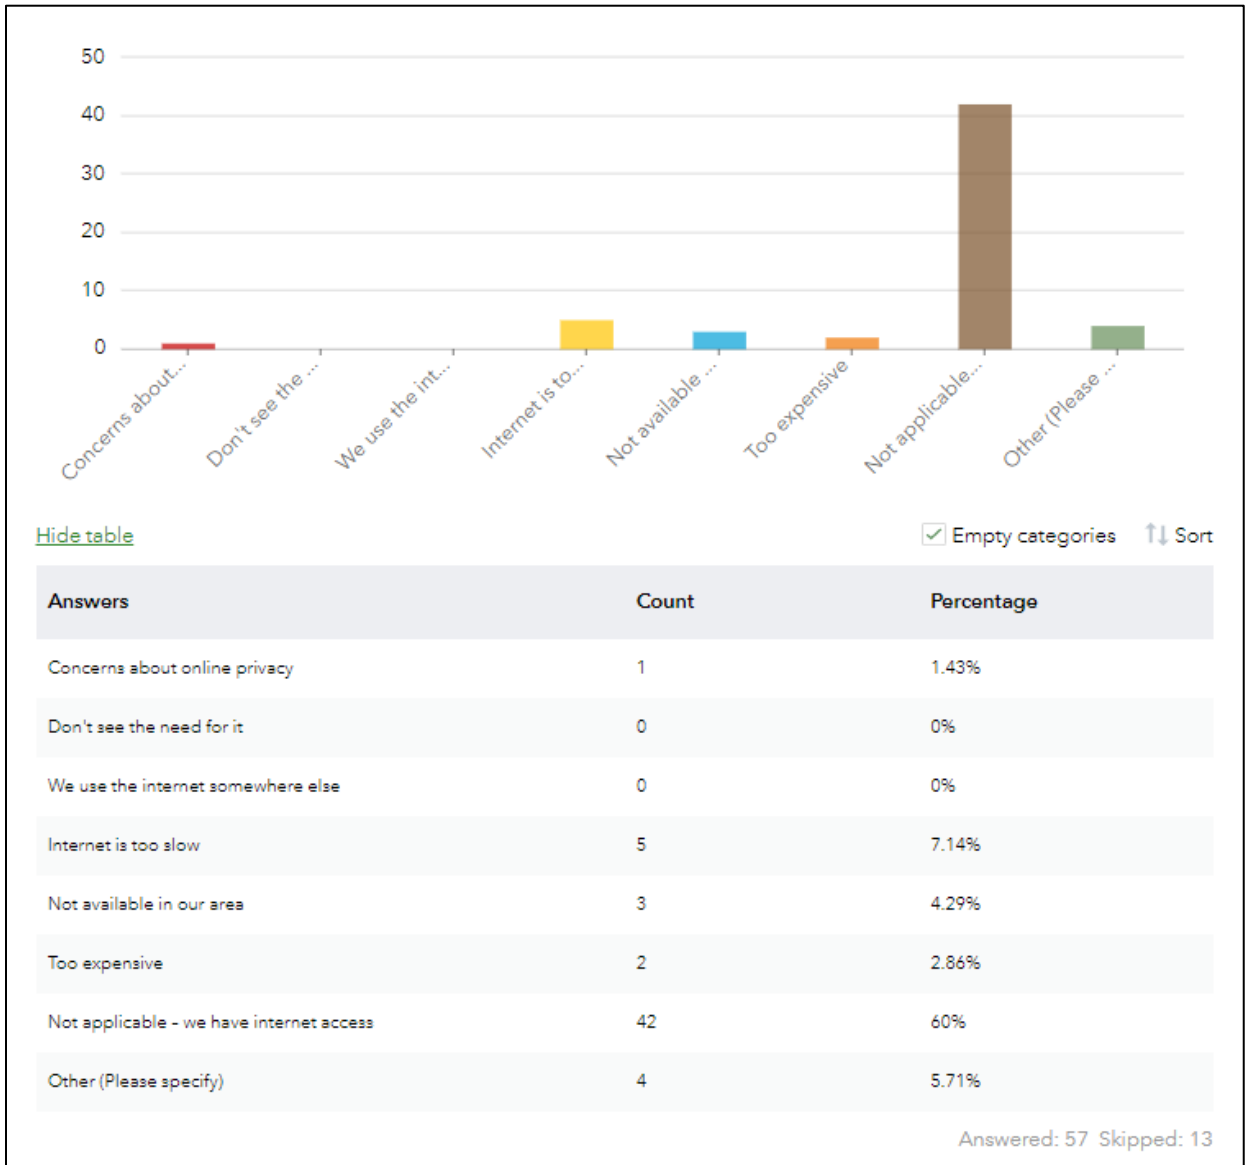 50
40
30
20
10
0
Concerns about...
Don't see the ...
We use the int...
Internet is to...
Not available ...
Too expensive
Not applicable...
Other (Please ...
Hide table
Empty categories
Sort
Answers Count Percentage
Concerns about online privacy 1 1.43%
Don't see the need for it 0 0%
We use the internet somewhere else 0 0%
Internet is too slow 5 7.14%
Not available in our area 3 4.29%
Too expensive 2 2.86%
Not applicable - we have internet access 42 60%
Other (Please specify) 4 5.71%
Answered: 57 Skipped: 13